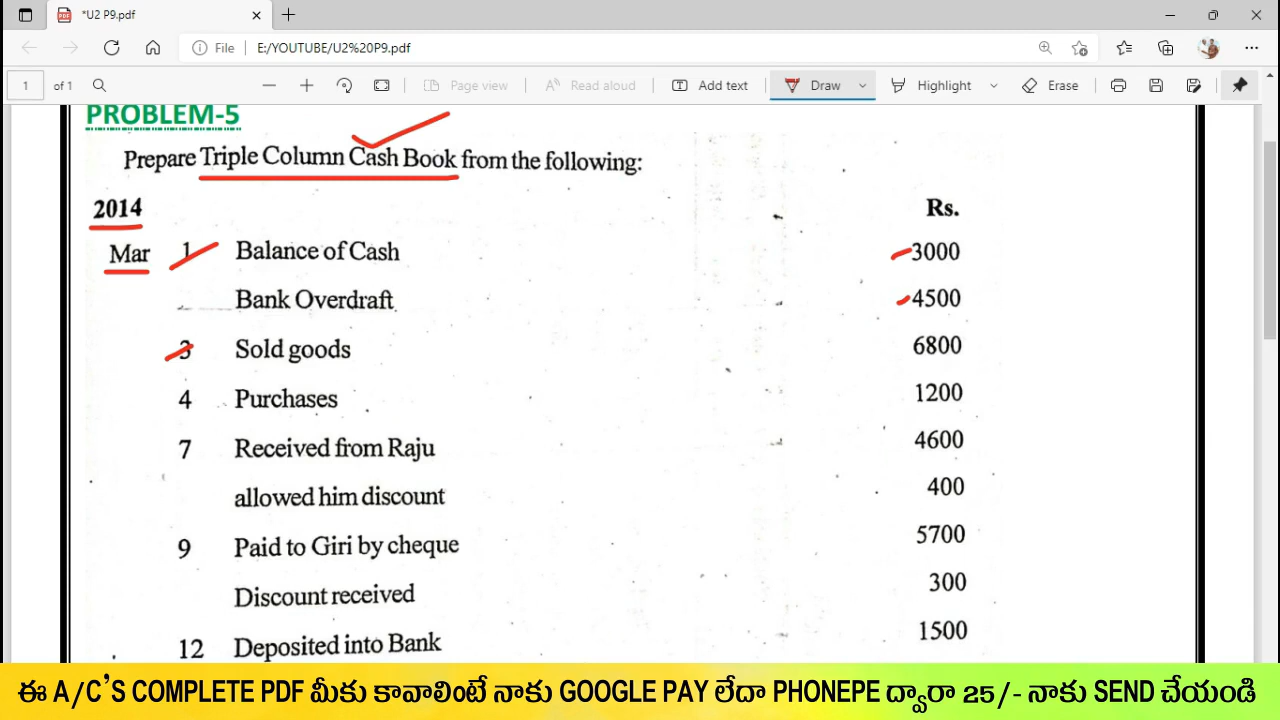 *U2 P9.pdf
File E:/YOUTUBE/U2%20P9.pdf
1 of 1 Page view Read aloud Add text Draw Highlight Erase
PROBLEM-5
Prepare Triple Column Cash Book from the following:
2014 Rs.
Mar 1 Balance of Cash 3000
Bank Overdraft 4500
3 Sold goods 6800
4 Purchases 1200
7 Received from Raju 4600
allowed him discount 400
9 Paid to Giri by cheque 5700
Discount received 300
12 Deposited into Bank 1500
ఈ A/C'S COMPLETE PDF మీకు కావాలింటే నాకు GOOGLE PAY లేదా PHONEPE ద్వారా 25/- నాకు SEND చేయండి